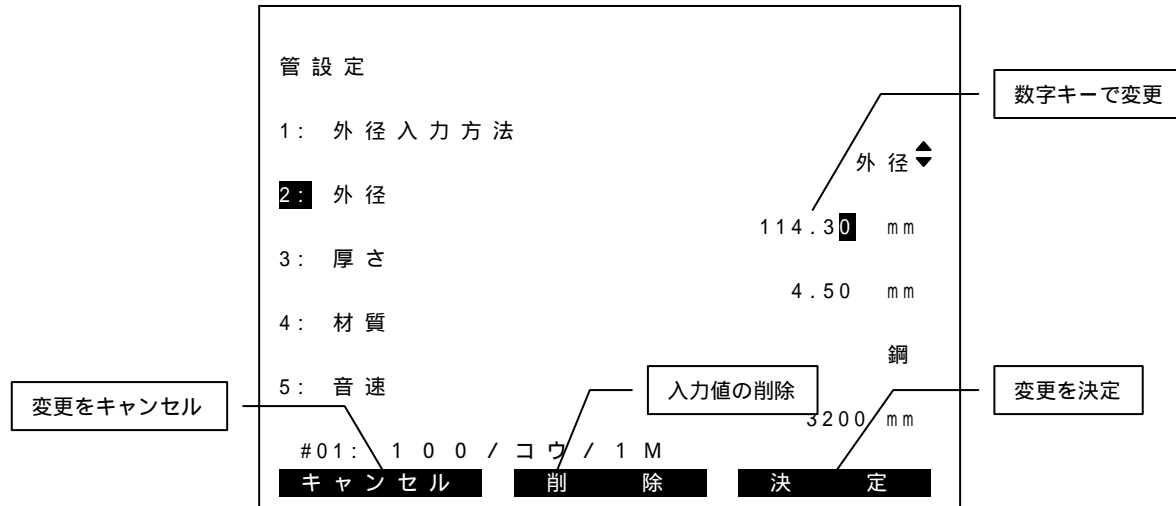 管設定
数字キーで変更
1: 外径入力方法
外径
2: 外径
114.30 mm
3: 厚さ
4.50 mm
4: 材質
鋼
5: 音速
入力値の削除
変更を決定
変更をキャンセル
3200 mm
#01: 100/コウ/1M
キャンセル 削除 決定